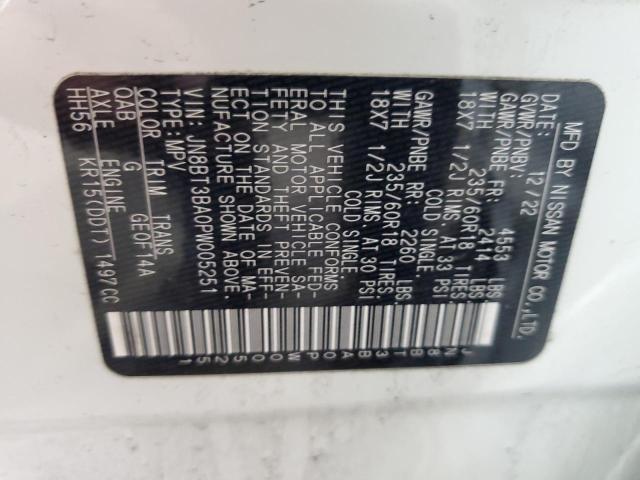 MFD BY NISSAN MOTOR CO.,LTD.
12/22
GVWR/PNBV: 4553 LBS
GAWR/PNBE FB: 2414 LBS.
WITH 235/60R18 TIRES
18X7 1/2J RIMS, AT 33 PSI
COLD SINGLE
GAWR/PNBE RR: 2260 LBS.
WITH 235/60R18 TIRES
18X7 1/2J RIMS, AT 30 PSI
COLD SINGLE
THIS VEHICLE CONFORMS
TO ALL APPLICABLE FED-
ERAL MOTOR VEHICLE SA-
FETY AND THEFT PREVEN-
TION STANDARDS IN EFF-
ECT ON THE DATE OF MA-
NUFACTURE SHOWN ABOVE.
VIN:JN8BT3BA0PW005251
TYPE:MPV
COLOR TRIM TRANS
QAB G GE0F14A
AXLE ENGINE
HH56 KR15(DDT) 1497CC
JN8BT3BA0PW005251